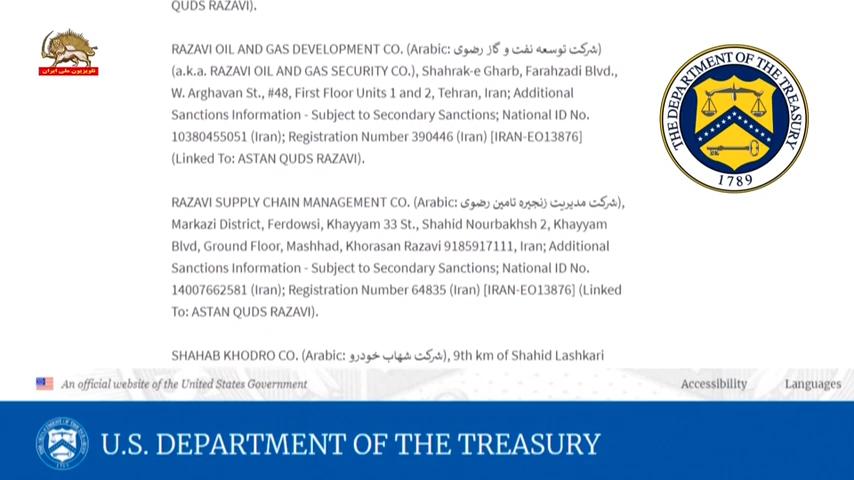 QUDS RAZAVI).
تلویزیون ملی ایران
RAZAVI OIL AND GAS DEVELOPMENT CO. (Arabic: شرکت توسعه نفت و گاز رضوی)
(a.k.a. RAZAVI OIL AND GAS SECURITY CO.), Shahrak-e Gharb, Farahzadi Blvd.,
W. Arghavan St., #48, First Floor Units 1 and 2, Tehran, Iran; Additional
Sanctions Information - Subject to Secondary Sanctions; National ID No.
10380455051 (Iran); Registration Number 390446 (Iran) [IRAN-EO13876]
(Linked To: ASTAN QUDS RAZAVI).
THE DEPARTMENT OF THE TREASURY
1789
RAZAVI SUPPLY CHAIN MANAGEMENT CO. (Arabic: شرکت مدیریت زنجیره تامین رضوی),
Markazi District, Ferdowsi, Khayyam 33 St., Shahid Nourbakhsh 2, Khayyam
Blvd, Ground Floor, Mashhad, Khorasan Razavi 9185917111, Iran; Additional
Sanctions Information - Subject to Secondary Sanctions; National ID No.
14007662581 (Iran); Registration Number 64835 (Iran) [IRAN-EO13876] (Linked
To: ASTAN QUDS RAZAVI).
SHAHAB KHODRO CO. (Arabic: شرکت شهاب خودرو), 9th km of Shahid Lashkari
An official website of the United States Government
Accessibility
Languages
U.S. DEPARTMENT OF THE TREASURY